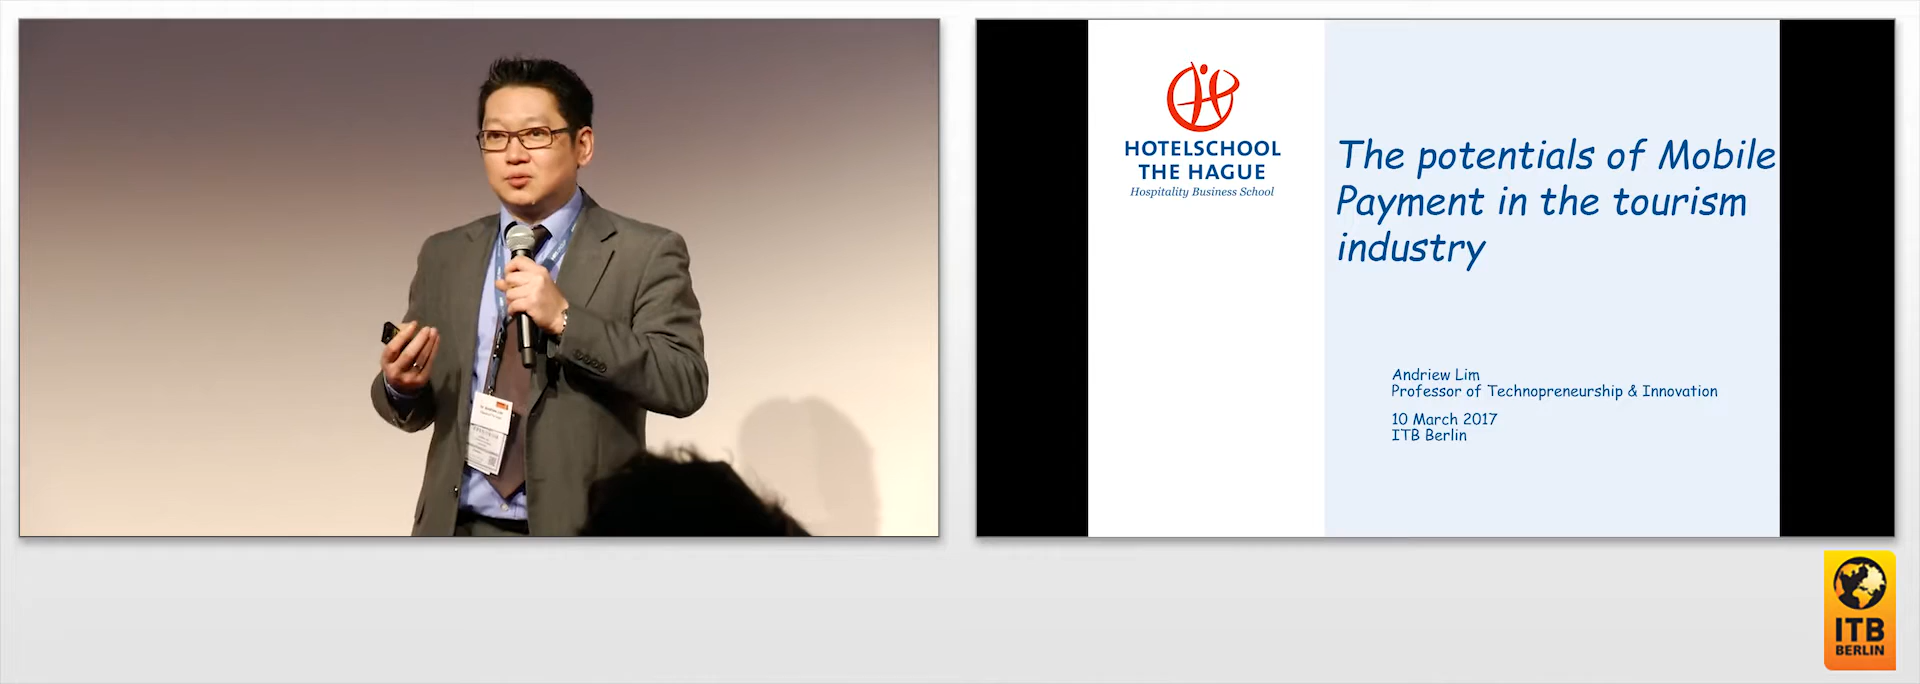 HOTELSCHOOL
THE HAGUE
Hospitality Business School
The potentials of Mobile
Payment in the tourism
industry
Andriew Lim
Professor of Technopreneurship & Innovation
10 March 2017
ITB Berlin
ITB
BERLIN